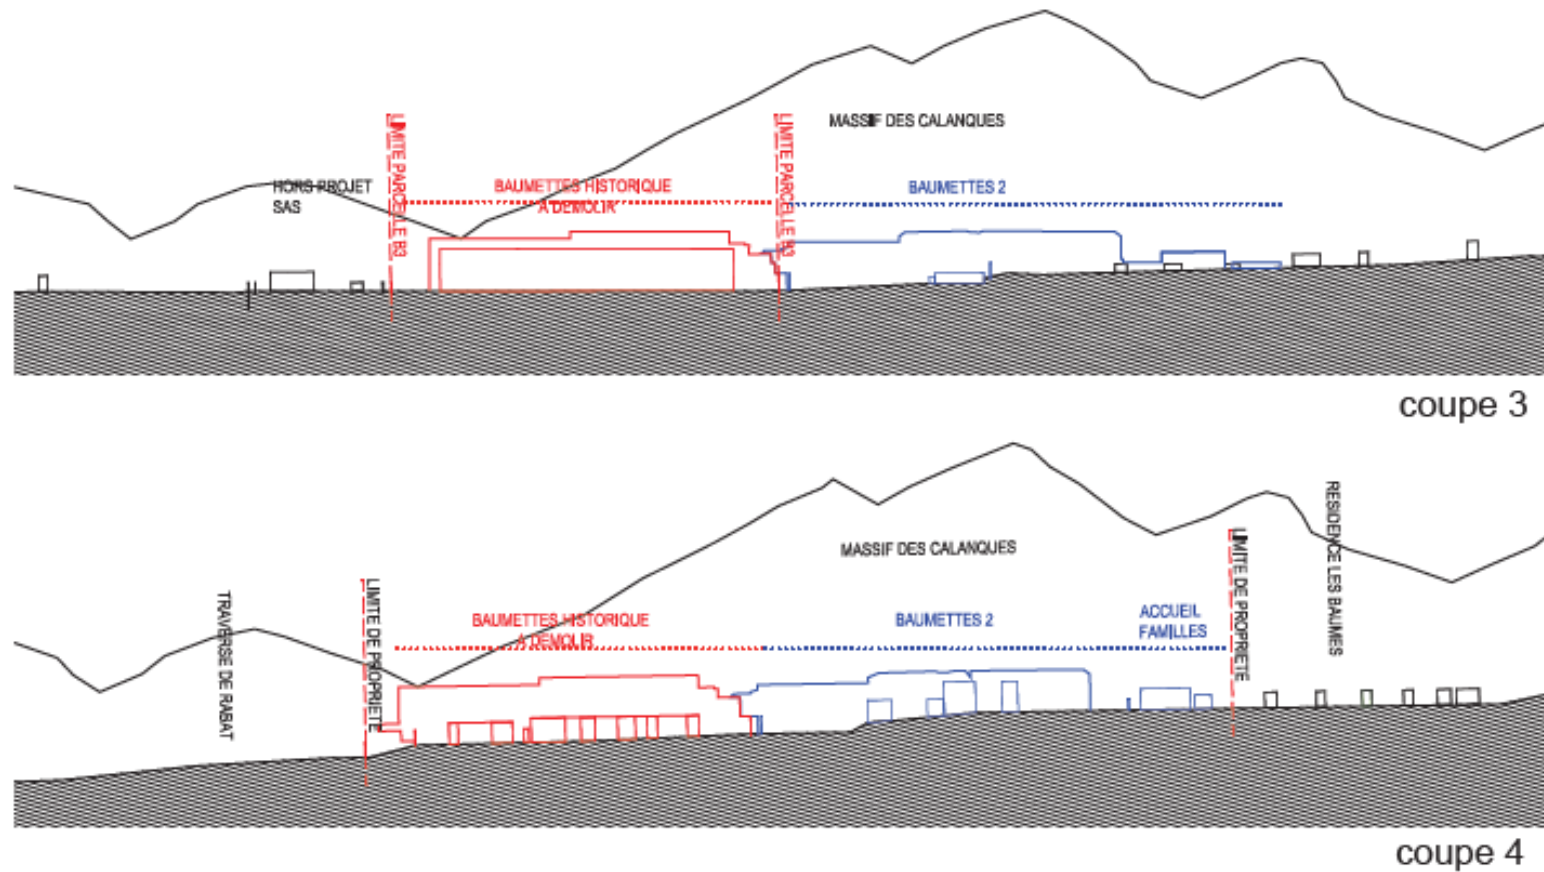 MASSIF DES CALANQUES
LIMITE PARCELLE B3
LIMITE PARCELLE B3
HORS PROJET
SAS
BAUMETTES HISTORIQUE
A DEMOLIR
BAUMETTES 2
coupe 3
MASSIF DES CALANQUES
TRAVERSE DE RABAT
LIMITE DE PROPRIETE
BAUMETTES HISTORIQUE
A DEMOLIR
BAUMETTES 2
ACCUEIL
FAMILLES
LIMITE DE PROPRIETE
RESIDENCE LES BAUMES
coupe 4